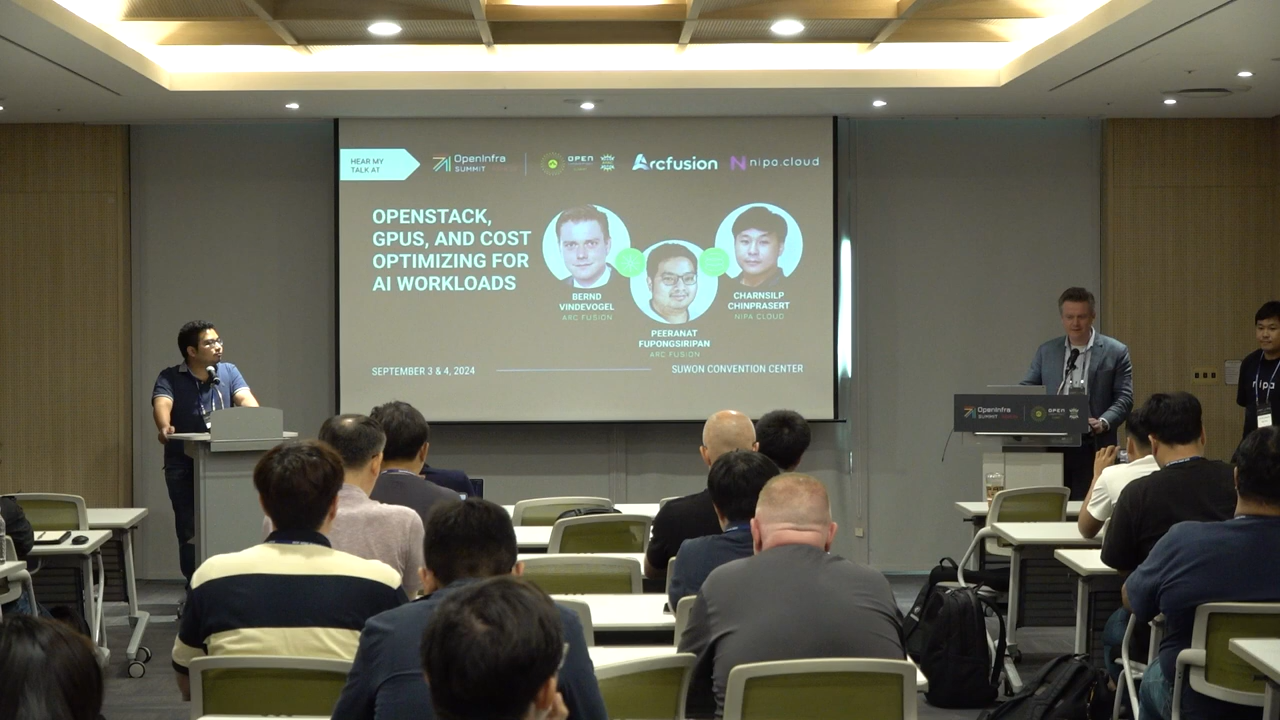 HEAR MY
TALK AT
OpenInfra
SUMMIT
OPEN
Arcfusion
nipa.cloud
OPENSTACK,
GPUS, AND COST
OPTIMIZING FOR
AI WORKLOADS
BERND
VINDEVOGEL
ARC FUSION
PEERANAT
FUPONGSIRIPAN
ARC FUSION
CHARNSILP
CHINPRASERT
NIPA CLOUD
SEPTEMBER 3 & 4, 2024
SUWON CONVENTION CENTER
OpenInfra
SUMMIT
OPEN
nipa